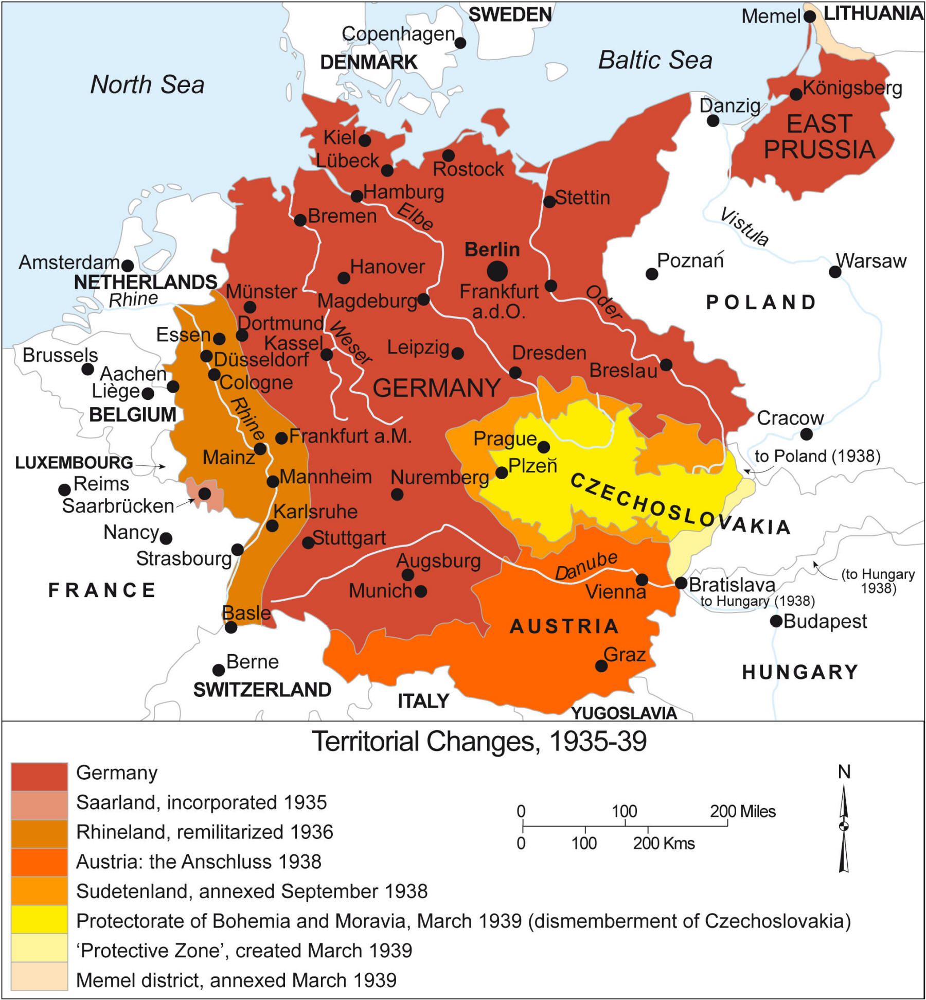 SWEDEN
Memel
LITHUANIA
Copenhagen
DENMARK
Baltic Sea
North Sea
Königsberg
Danzig
EAST
PRUSSIA
Kiel
Lübeck
Rostock
Hamburg
Stettin
Bremen
Elbe
Vistula
Berlin
Amsterdam
Hanover
Poznań
Warsaw
NETHERLANDS
Rhine
Münster
Magdeburg
Frankfurt
a.d.O.
Oder
POLAND
Essen
Dortmund
Weser
Kassel
Leipzig
Dresden
Brussels
Düsseldorf
Breslau
Aachen
Cologne
Liège
GERMANY
BELGIUM
Rhine
Cracow
Frankfurt a.M.
Prague
Mainz
LUXEMBOURG
to Poland (1938)
Plzeň
Reims
Mannheim
Nuremberg
CZECHOSLOVAKIA
Saarbrücken
Karlsruhe
Nancy
Stuttgart
Strasbourg
Augsburg
Danube
(to Hungary
1938)
FRANCE
Munich
Vienna
Bratislava
to Hungary (1938)
Basle
AUSTRIA
Budapest
Berne
Graz
HUNGARY
SWITZERLAND
ITALY
YUGOSLAVIA
Territorial Changes, 1935-39
Germany
Saarland, incorporated 1935
Rhineland, remilitarized 1936
Austria: the Anschluss 1938
Sudetenland, annexed September 1938
Protectorate of Bohemia and Moravia, March 1939 (dismemberment of Czechoslovakia)
‘Protective Zone’, created March 1939
Memel district, annexed March 1939
N
0 100 200 Miles
0 100 200 Kms